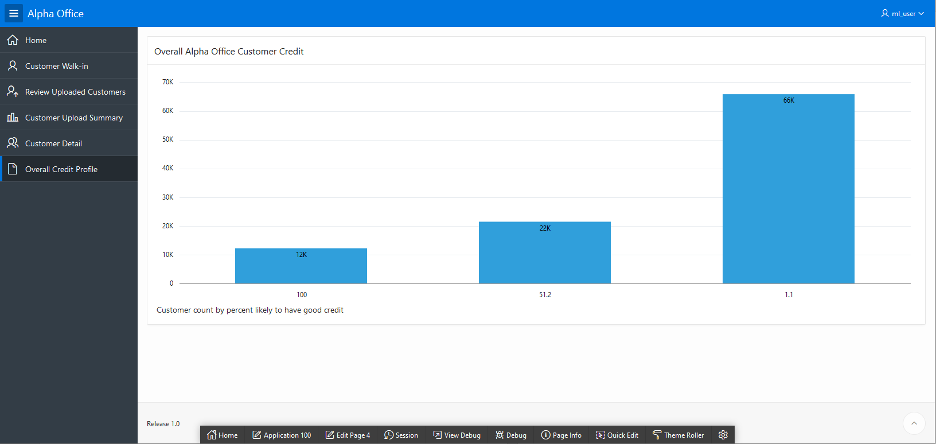 Alpha Office
ml_user
Home
Customer Walk-in
Review Uploaded Customers
Customer Upload Summary
Customer Detail
Overall Credit Profile
Overall Alpha Office Customer Credit
70K
60K
50K
40K
30K
20K
10K
0
12K
22K
66K
100
51.2
1.1
Customer count by percent likely to have good credit
Release 1.0
Home
Application 100
Edit Page 4
Session
View Debug
Debug
Page Info
Quick Edit
Theme Roller